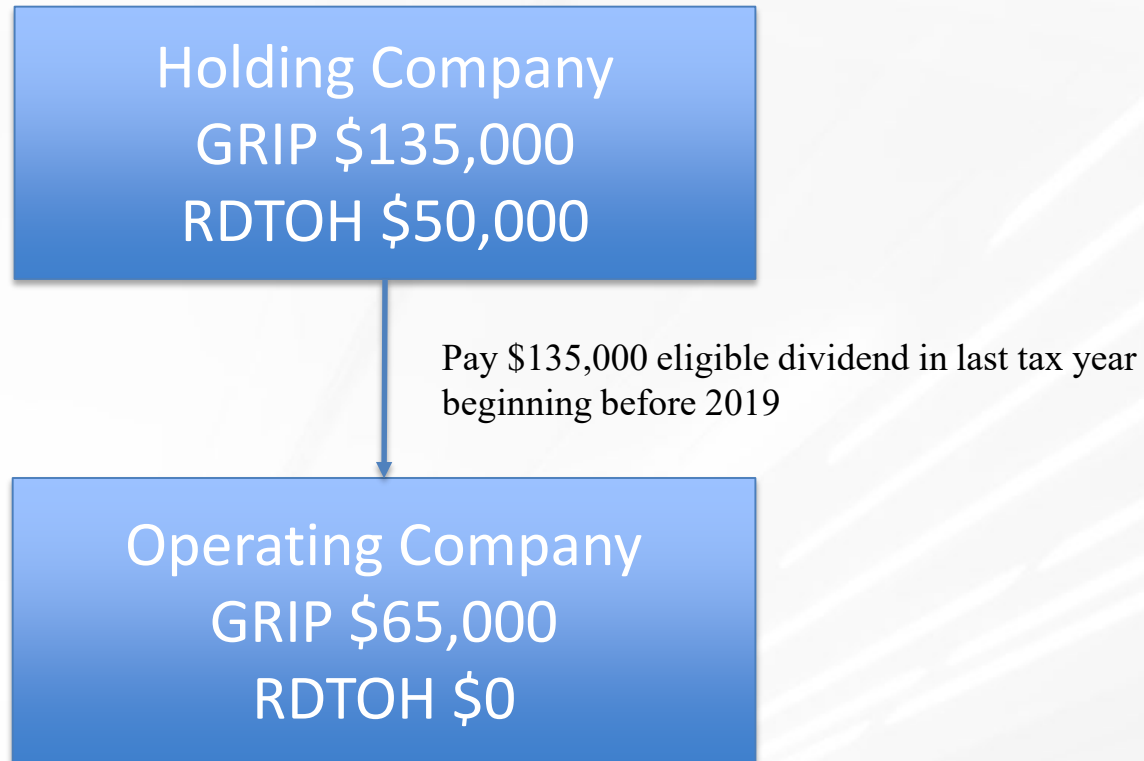 Holding Company
GRIP $135,000
RDTOH $50,000
Pay $135,000 eligible dividend in last tax year
beginning before 2019
Operating Company
GRIP $65,000
RDTOH $0